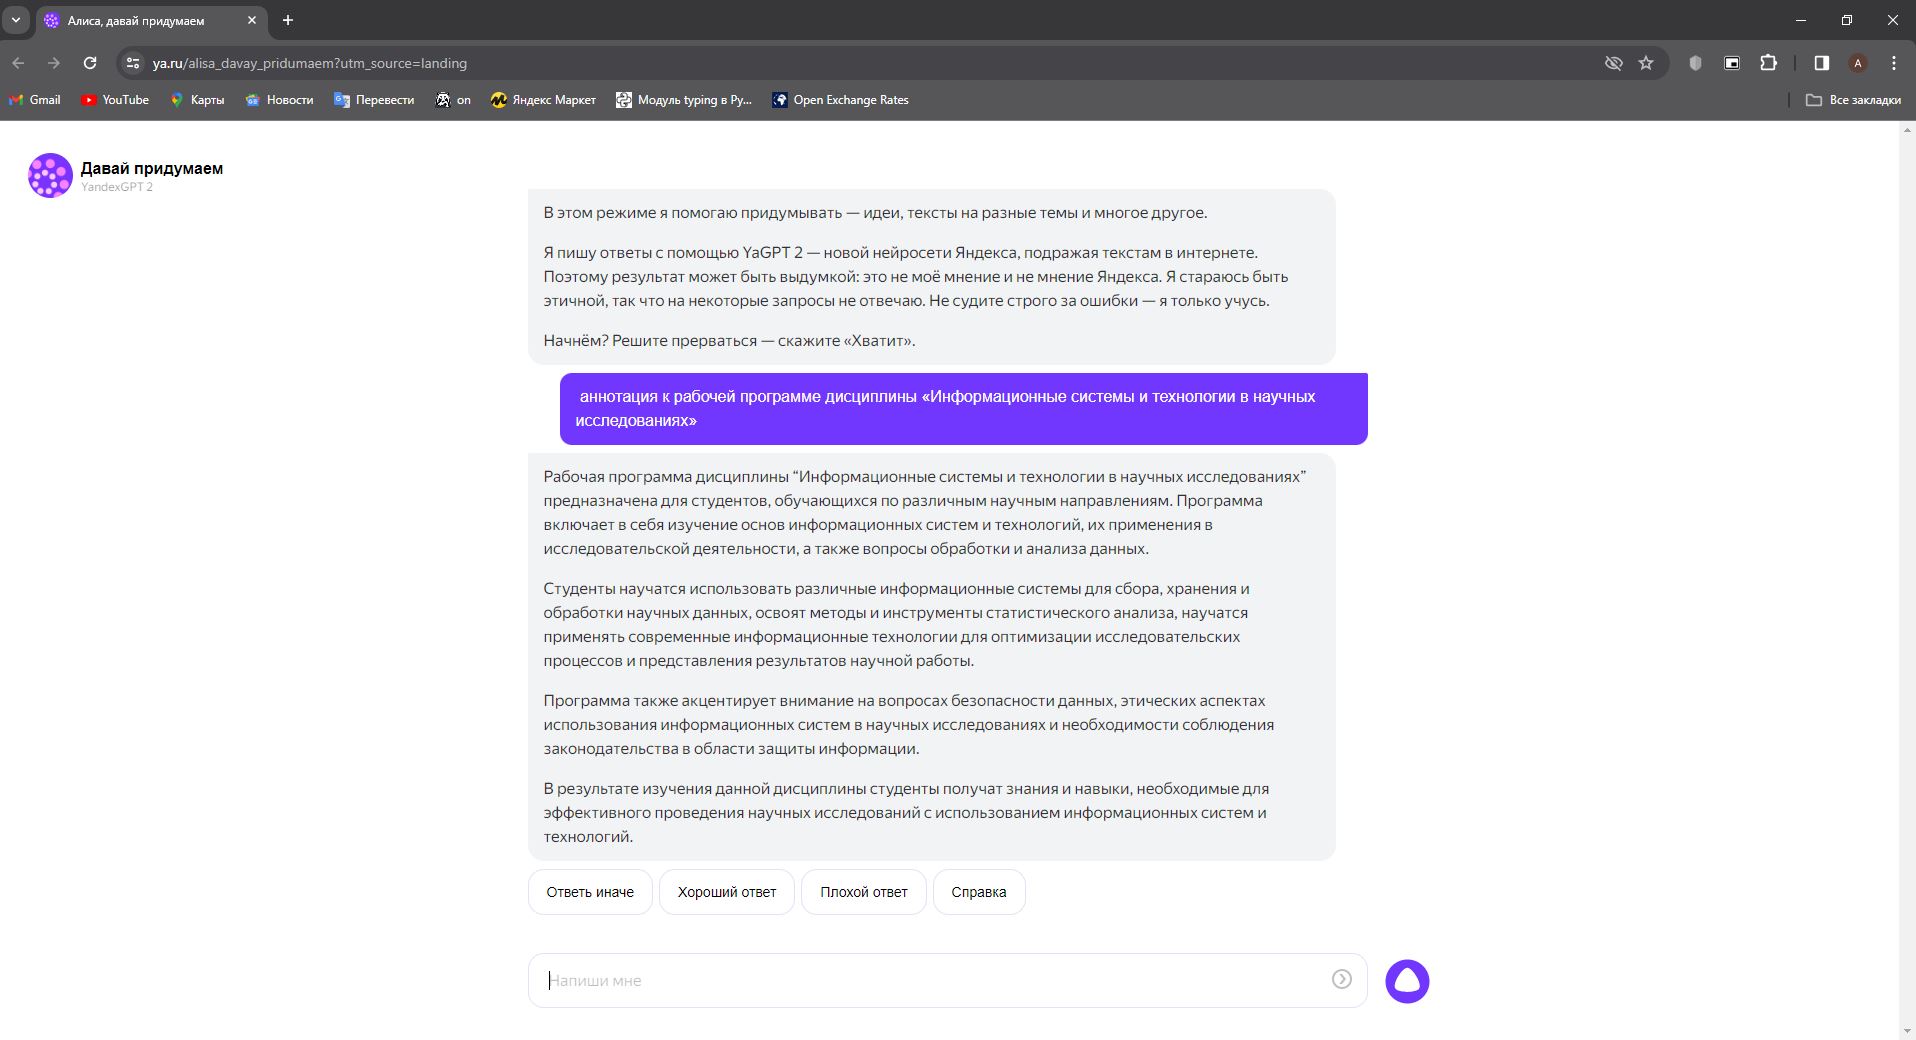 Алиса, давай придумаем
ya.ru/alisa_davay_pridumaem?utm_source=landing
A
Gmail
YouTube
Карты
Новости
Перевести
on
Яндекс Маркет
Модуль typing в Py...
Open Exchange Rates
Все закладки
Давай придумаем
YandexGPT 2
В этом режиме я помогаю придумывать — идеи, тексты на разные темы и многое другое.
Я пишу ответы с помощью YaGPT 2 — новой нейросети Яндекса, подражая текстам в интернете.
Поэтому результат может быть выдумкой: это не моё мнение и не мнение Яндекса. Я стараюсь быть
этичной, так что на некоторые запросы не отвечаю. Не судите строго за ошибки — я только учусь.
Начнём? Решите прерваться — скажите «Хватит».
аннотация к рабочей программе дисциплины «Информационные системы и технологии в научных
исследованиях»
Рабочая программа дисциплины “Информационные системы и технологии в научных исследованиях”
предназначена для студентов, обучающихся по различным научным направлениям. Программа
включает в себя изучение основ информационных систем и технологий, их применения в
исследовательской деятельности, а также вопросы обработки и анализа данных.
Студенты научатся использовать различные информационные системы для сбора, хранения и
обработки научных данных, освоят методы и инструменты статистического анализа, научатся
применять современные информационные технологии для оптимизации исследовательских
процессов и представления результатов научной работы.
Программа также акцентирует внимание на вопросах безопасности данных, этических аспектах
использования информационных систем в научных исследованиях и необходимости соблюдения
законодательства в области защиты информации.
В результате изучения данной дисциплины студенты получат знания и навыки, необходимые для
эффективного проведения научных исследований с использованием информационных систем и
технологий.
Ответь иначе
Хороший ответ
Плохой ответ
Справка
Напиши мне